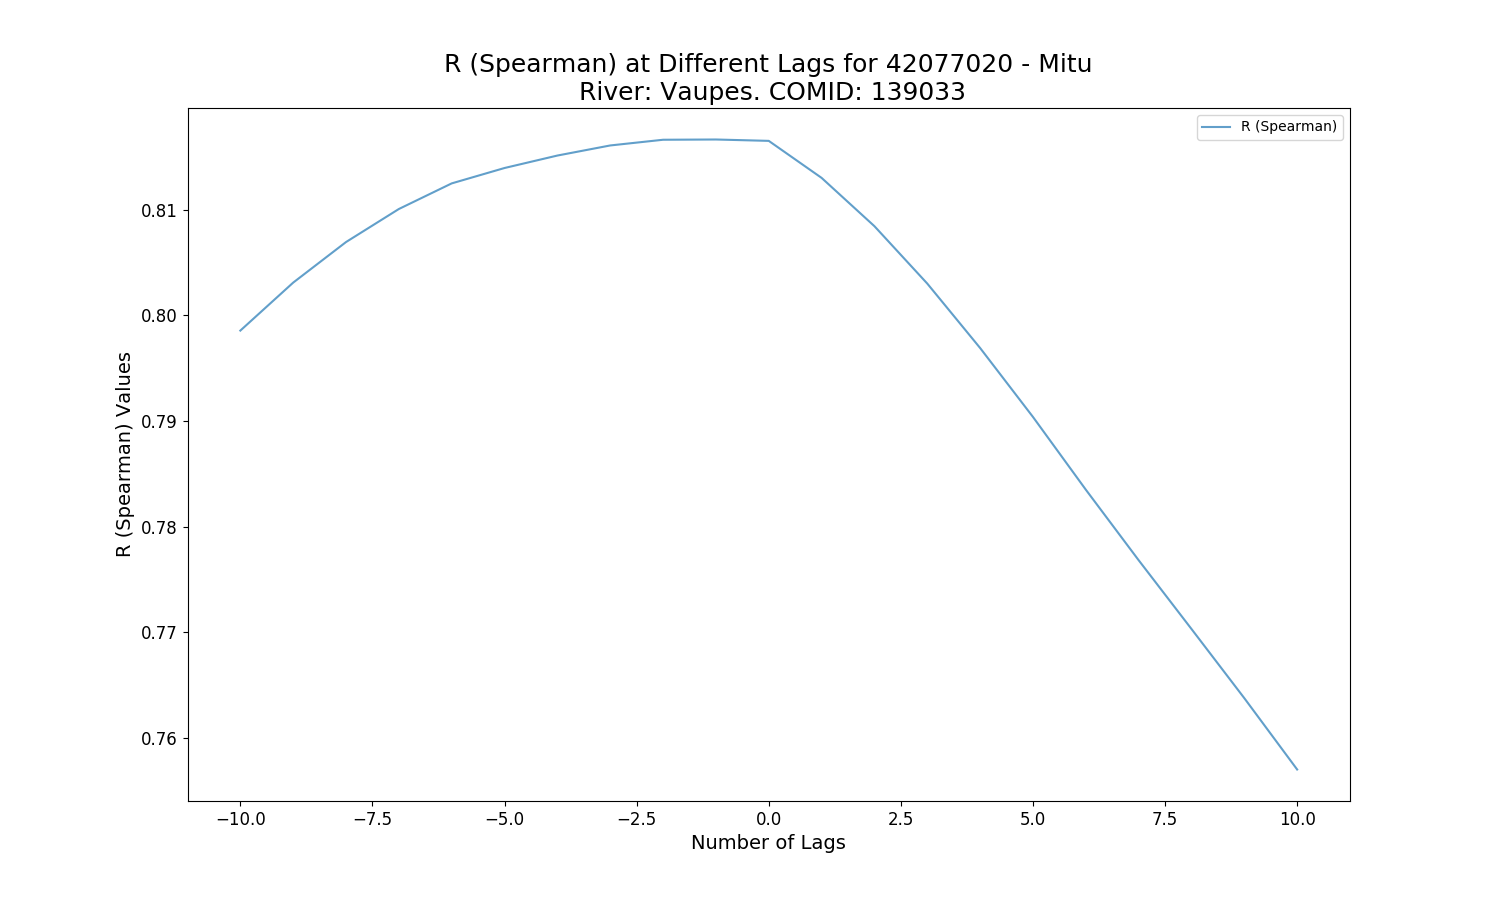 R (Spearman) at Different Lags for 42077020 - Mitu
River: Vaupes. COMID: 139033
R (Spearman)
0.81
0.80
0.79
0.78
0.77
0.76
R (Spearman) Values
−10.0 −7.5 −5.0 −2.5 0.0 2.5 5.0 7.5 10.0
Number of Lags